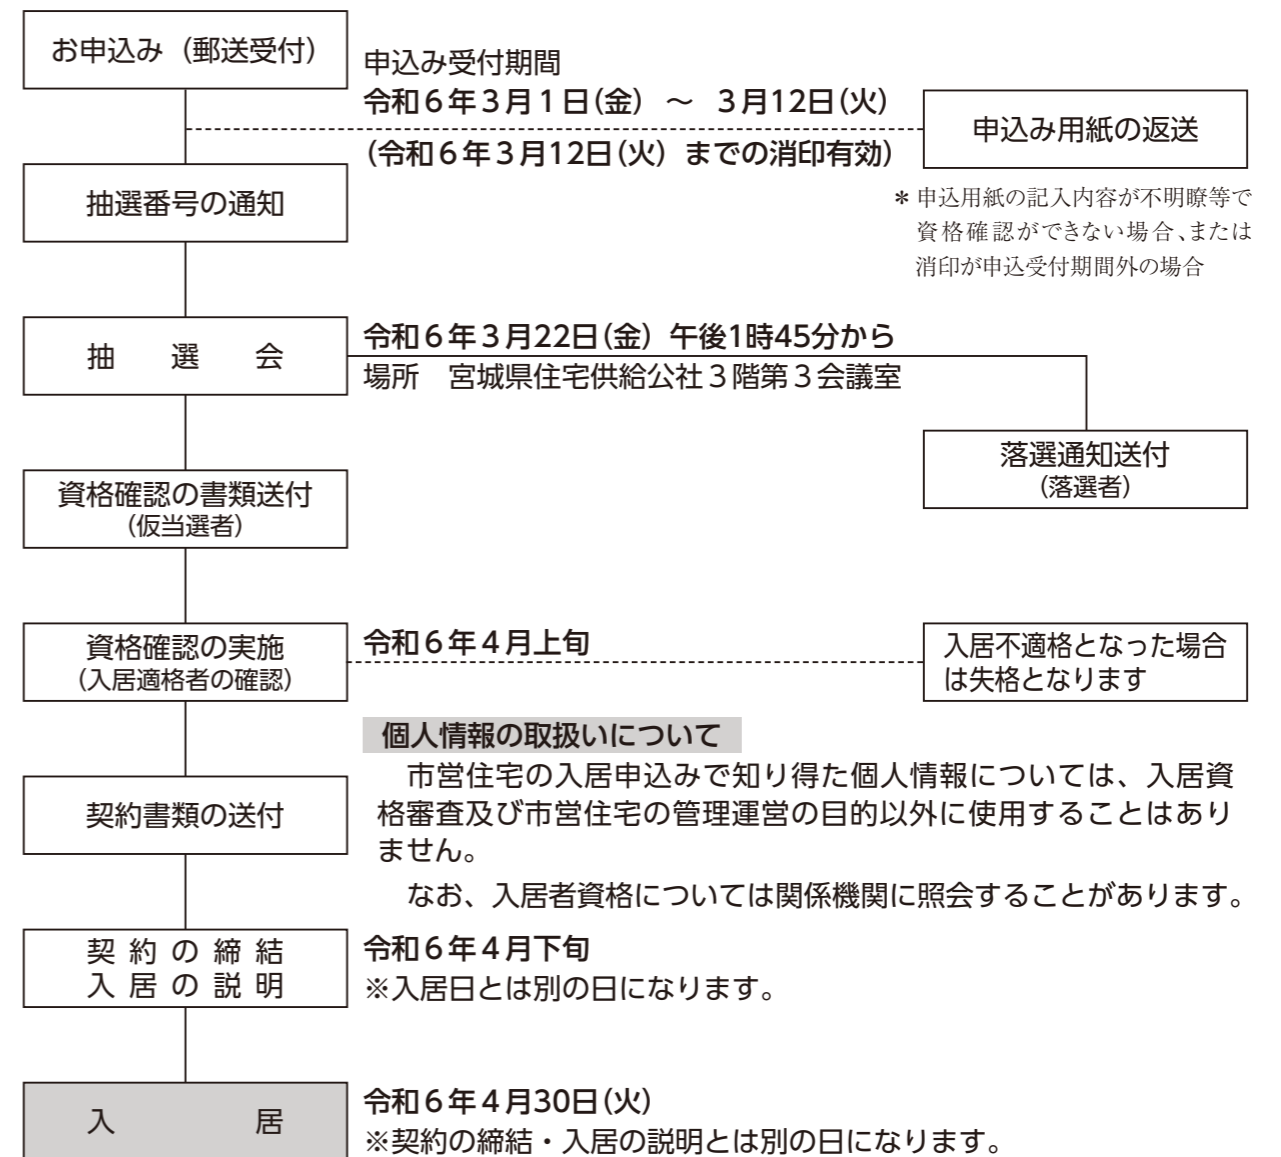 お申込み（郵送受付）
申込み受付期間
令和６年３月１日（金） ～ ３月12日（火）
（令和６年３月12日（火）までの消印有効）
申込み用紙の返送
＊申込用紙の記入内容が不明瞭等で
資格確認ができない場合、または
消印が申込受付期間外の場合
抽選番号の通知
抽　選　会
令和６年３月22日（金）午後1時45分から
場所　宮城県住宅供給公社３階第３会議室
落選通知送付
（落選者）
資格確認の書類送付
（仮当選者）
資格確認の実施
（入居適格者の確認）
令和６年４月上旬
入居不適格となった場合
は失格となります
個人情報の取扱いについて
市営住宅の入居申込みで知り得た個人情報については、入居資
格審査及び市営住宅の管理運営の目的以外に使用することはあり
ません。
なお、入居者資格については関係機関に照会することがあります。
契約書類の送付
契約の締結
入居の説明
令和６年４月下旬
※入居日とは別の日になります。
入　居
令和６年４月30日（火）
※契約の締結・入居の説明とは別の日になります。